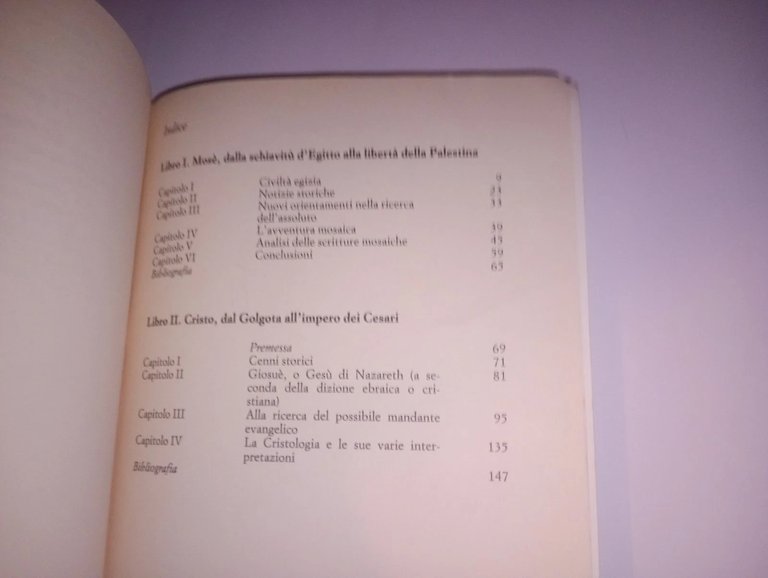 Indice
Libro I. Mosè, dalla schiavitù d'Egitto alla libertà della Palestina
Capitolo I Civiltà egizia 9
Capitolo II Notizie storiche
Capitolo III Nuovi orientamenti nella ricerca 33
dell'assoluto
Capitolo IV L'avventura mosaica 39
Capitolo V Analisi delle scritture mosaiche 45
Capitolo VI Conclusioni 59
Bibliografia 65
Libro II. Cristo, dal Golgota all'impero dei Cesari
Premessa 69
Capitolo I Cenni storici 71
Capitolo II Giosuè, o Gesù di Nazareth (a se- 81
conda della dizione ebraica o cri-
stiana)
Capitolo III Alla ricerca del possibile mandante 95
evangelico
Capitolo IV La Cristologia e le sue varie inter- 135
pretazioni
Bibliografia 147